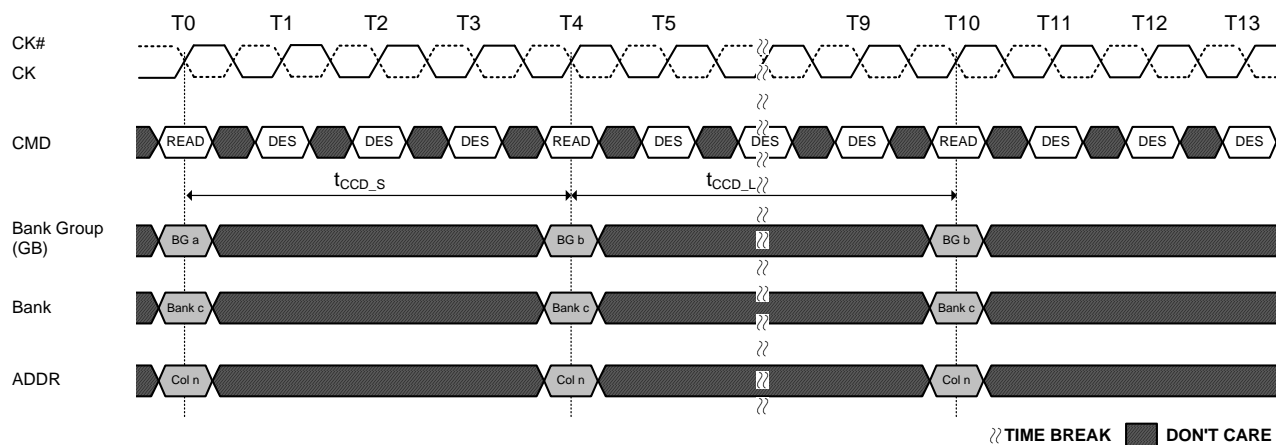 T0 T1 T2 T4 T5 T9 T10 T11 T12 T13
CK#
CK
CMD READ DES DES DES READ DES DES DES READ DES DES DES
tCCD_S tCCD_L
Bank Group
(GB)
BG a BG b BG b
Bank Bank c Bank c Bank c
ADDR Col n Col n Col n
TIME BREAK DON'T CARE